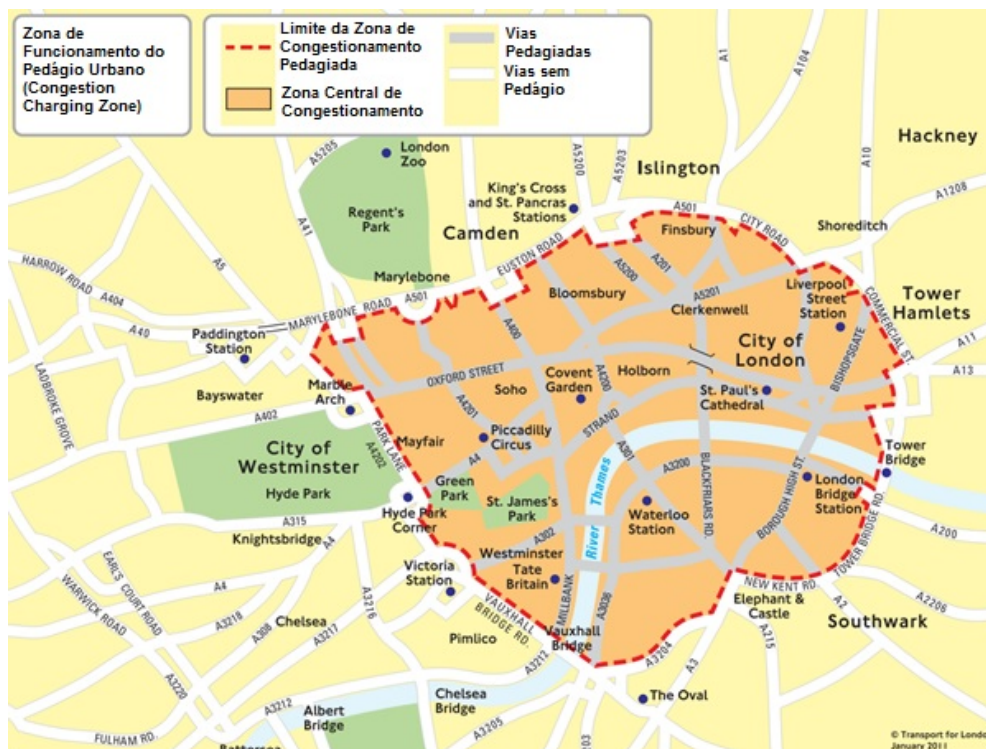 Zona de
Funcionamento do
Pedágio Urbano
(Congestion
Charging Zone)
Limite da Zona de
Congestionamento
Pedagiada
Zona Central de
Congestionamento
Vias
Pedagiadas
Vias sem
Pedágio
A1
A104
A10
Hackney
A1208
A5205
London
Zoo
A5200
A5203
Islington
King's Cross
and St. Pancras
Stations
A501
CITY ROAD
Shoreditch
Regent's
Park
A41
A5
Camden
EUSTON ROAD
Finsbury
HARROW ROAD
A404
Marylebone
A501
MARYLEBONE ROAD
A5200
A201
Bloomsbury
A5201
Clerkenwell
Liverpool
Street
Station
COMMERCIAL ST.
Tower
Hamlets
A40
Paddington
Station
A400
City of
London
BISHOPSGATE
A11
A13
LADBROKE GROVE
Bayswater
Marble
Arch
OXFORD STREET
Soho
Covent
Garden
A4200
Holborn
St. Paul's
Cathedral
A402
PARK LANE
A4202
Mayfair
A4201
Piccadilly
Circus
STRAND
City of
Westminster
Hyde Park
A4
Green
Park
St. James's
Park
River Thames
A301
A3200
BLACKFRIARS RD.
BOROUGH HIGH ST.
London
Bridge
Station
Tower
Bridge
Waterloo
Station
A315
Hyde Park
Corner
Knightsbridge
A4
A302
TOWER BRIDGE RD.
A200
EARL'S COURT ROAD
WARWICK ROAD
A4
Victoria
Station
Westminster
Tate
Britain
MILLBANK
A3036
NEW KENT RD.
Elephant &
Castle
A2
A2206
A3216
A3218
A308
Chelsea
A3217
VAUXHALL
BRIDGE RD.
Pimlico
Vauxhall
Bridge
A3204
A3
A215
Southwark
A3220
A3212
A3212
Chelsea
Bridge
The Oval
Albert
Bridge
A3205
FULHAM RD.
Battersea
© Transport for London
January 2011